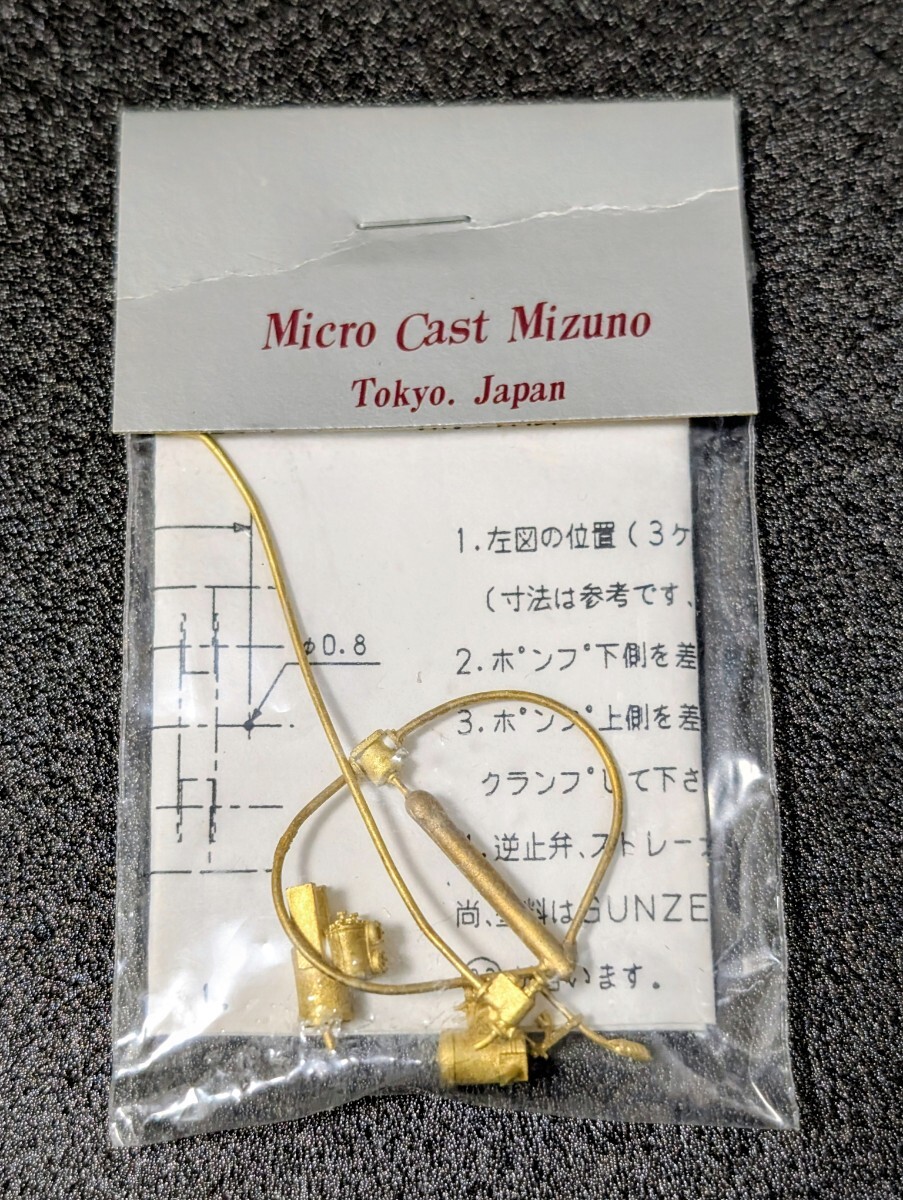 Micro Cast Mizuno
Tokyo. Japan
φ0.8
1.左図の位置(3ケ
(寸法は参考です、
2.ポンプ下側を差
3.ポンプ上側を差
クランプして下さ
逆止弁、ストレー
尚、塗料はGUNZE
います。